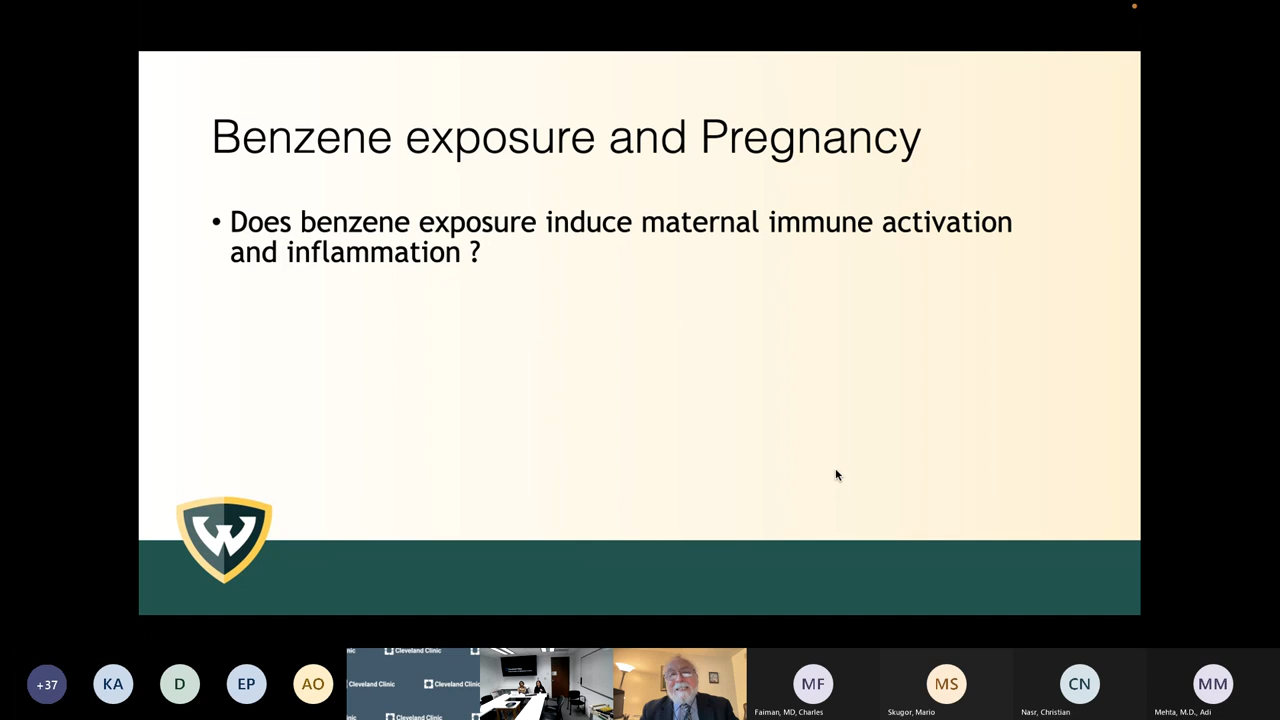 Benzene exposure and Pregnancy
• Does benzene exposure induce maternal immune activation
and inflammation ?
W
+37
KA
D
EP
AO
nic
Cleveland Clinic
Cleveland Clinic
Cleveland Clinic
Cleveland Clinic
MF
MS
CN
MM
Faiman, MD, Charles
Skugor, Mario
Nasr, Christian
Mehta, M.D., Adi